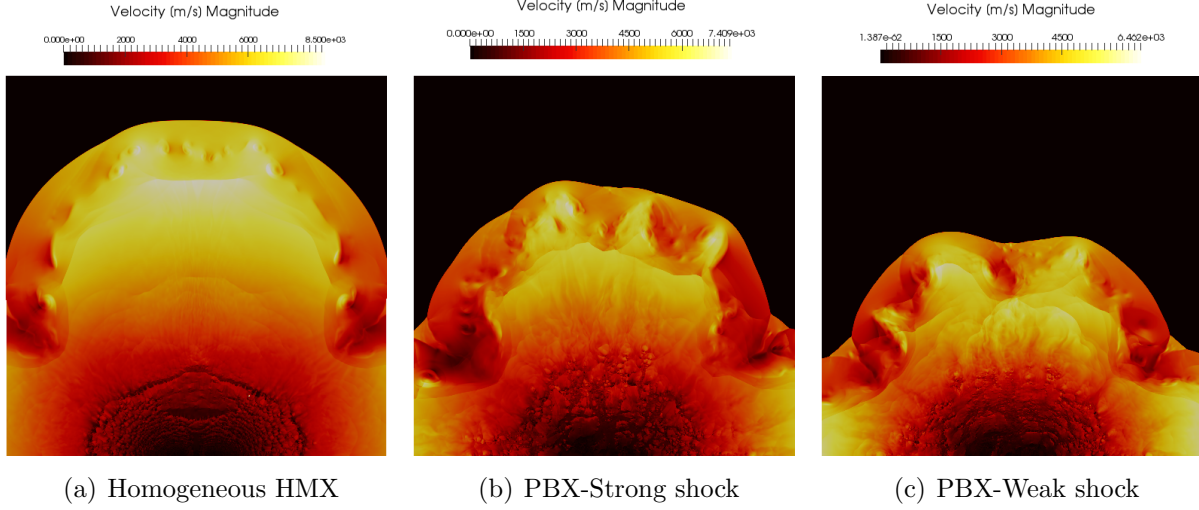 Velocity (m/s) Magnitude
0.000e+00 2000 4000 6000 8.500e+03
Velocity (m/s) Magnitude
0.000e+00 1500 3000 4500 6000 7.409e+03
Velocity (m/s) Magnitude
1.387e-02 1500 3000 4500 6.462e+03
(a) Homogeneous HMX
(b) PBX-Strong shock
(c) PBX-Weak shock